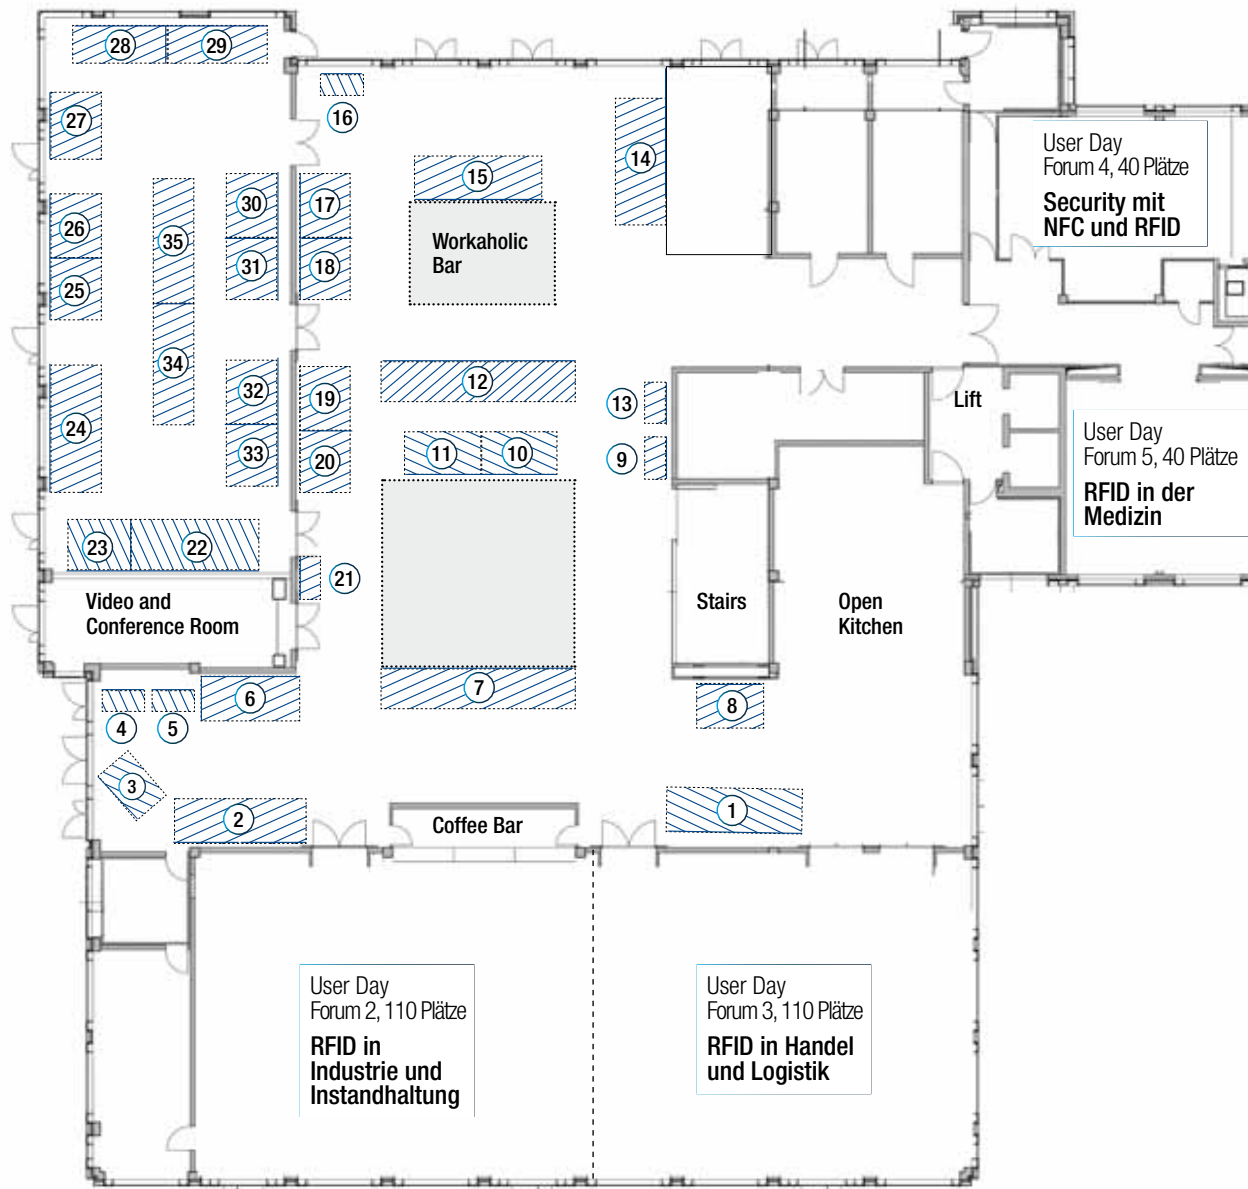 28
29
27
16
14
15
User Day
Forum 4, 40 Plätze
Security mit
NFC und RFID
26
35
30
17
25
31
18
Workaholic
Bar
34
32
19
12
13
Lift
24
33
20
11
10
9
User Day
Forum 5, 40 Plätze
RFID in der
Medizin
23
22
21
Video and
Conference Room
Stairs
Open
Kitchen
4
5
6
7
8
3
2
Coffee Bar
1
User Day
Forum 2, 110 Plätze
RFID in
Industrie und
Instandhaltung
User Day
Forum 3, 110 Plätze
RFID in Handel
und Logistik